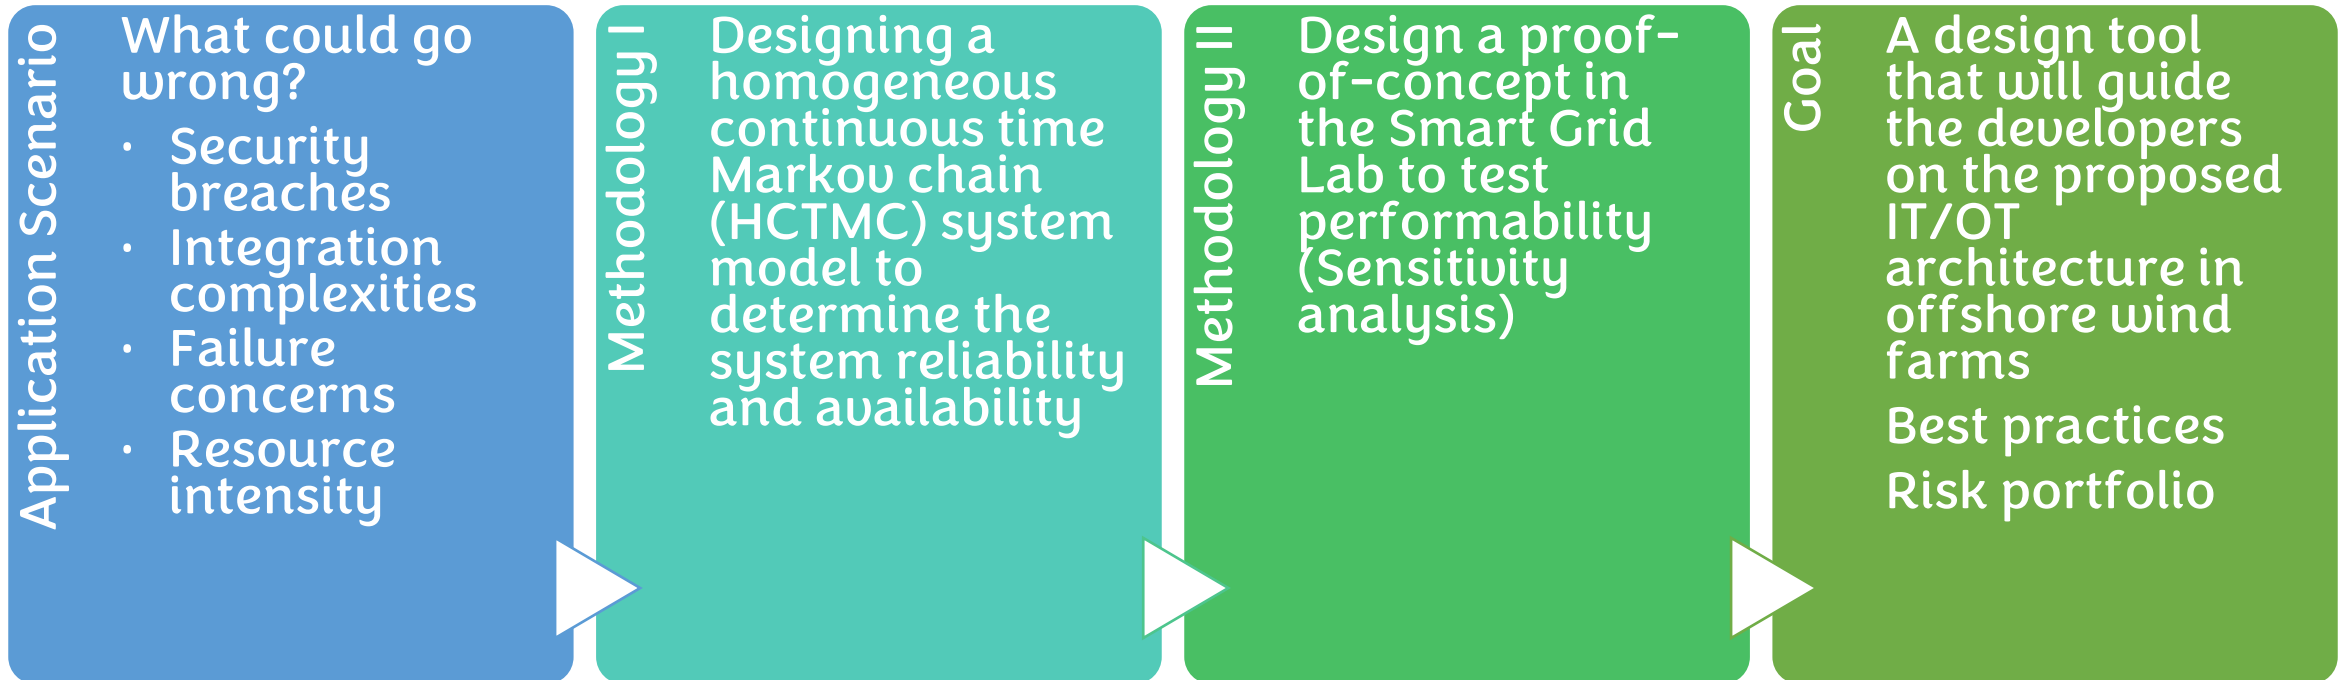 Application Scenario
What could go
wrong?
• Security
breaches
• Integration
complexities
• Failure
concerns
• Resource
intensity
Methodology I
Designing a
homogeneous
continuous time
Markov chain
(HCTMC) system
model to
determine the
system reliability
and availability
Methodology II
Design a proof-
of-concept in
the Smart Grid
Lab to test
performability
(Sensitivity
analysis)
Goal
A design tool
that will guide
the developers
on the proposed
IT/OT
architecture in
offshore wind
farms
Best practices
Risk portfolio